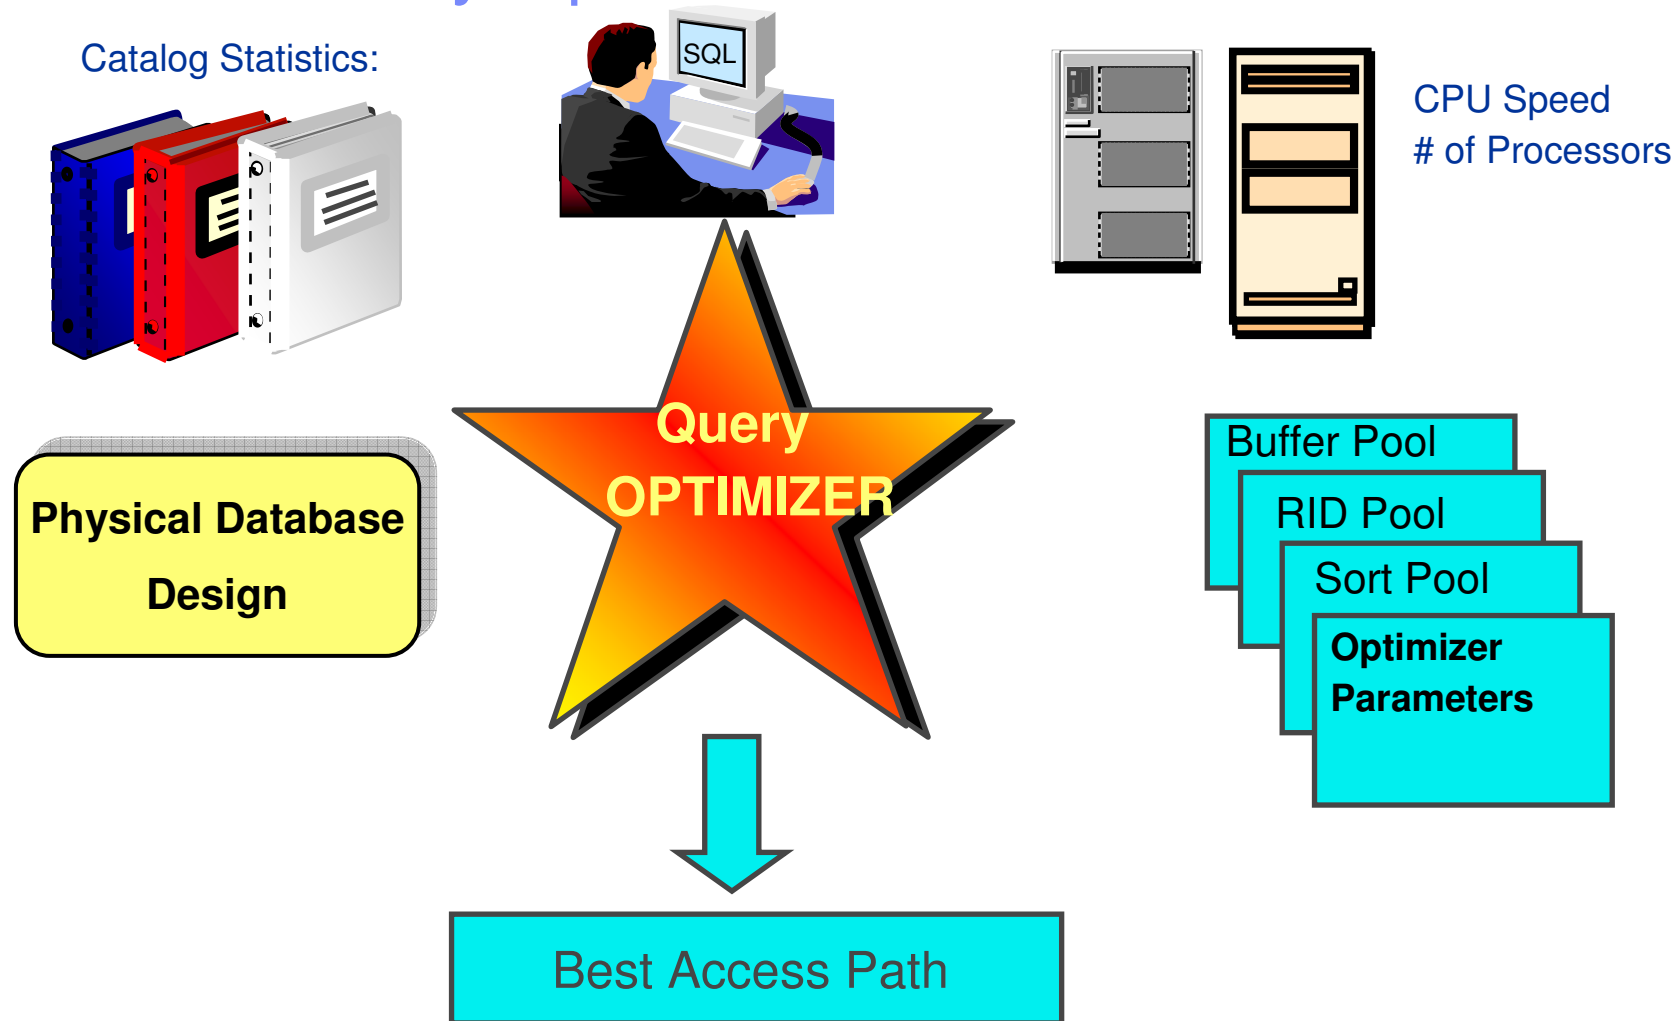 Catalog Statistics:
SQL
CPU Speed
# of Processors
Query
OPTIMIZER
Physical Database
Design
Buffer Pool
RID Pool
Sort Pool
Optimizer
Parameters
Best Access Path